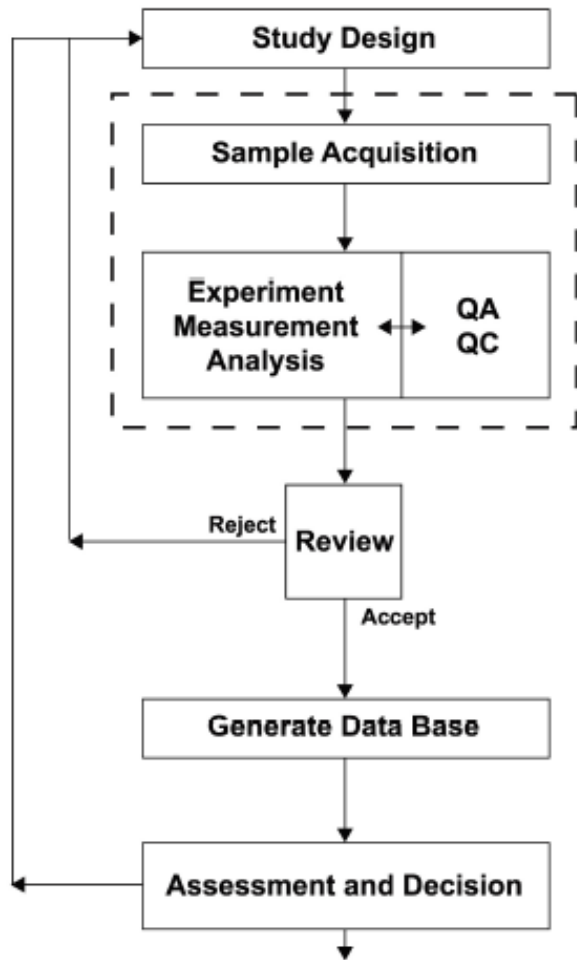 Study Design
Sample Acquisition
Experiment
Measurement
Analysis
QA
QC
Reject
Review
Accept
Generate Data Base
Assessment and Decision